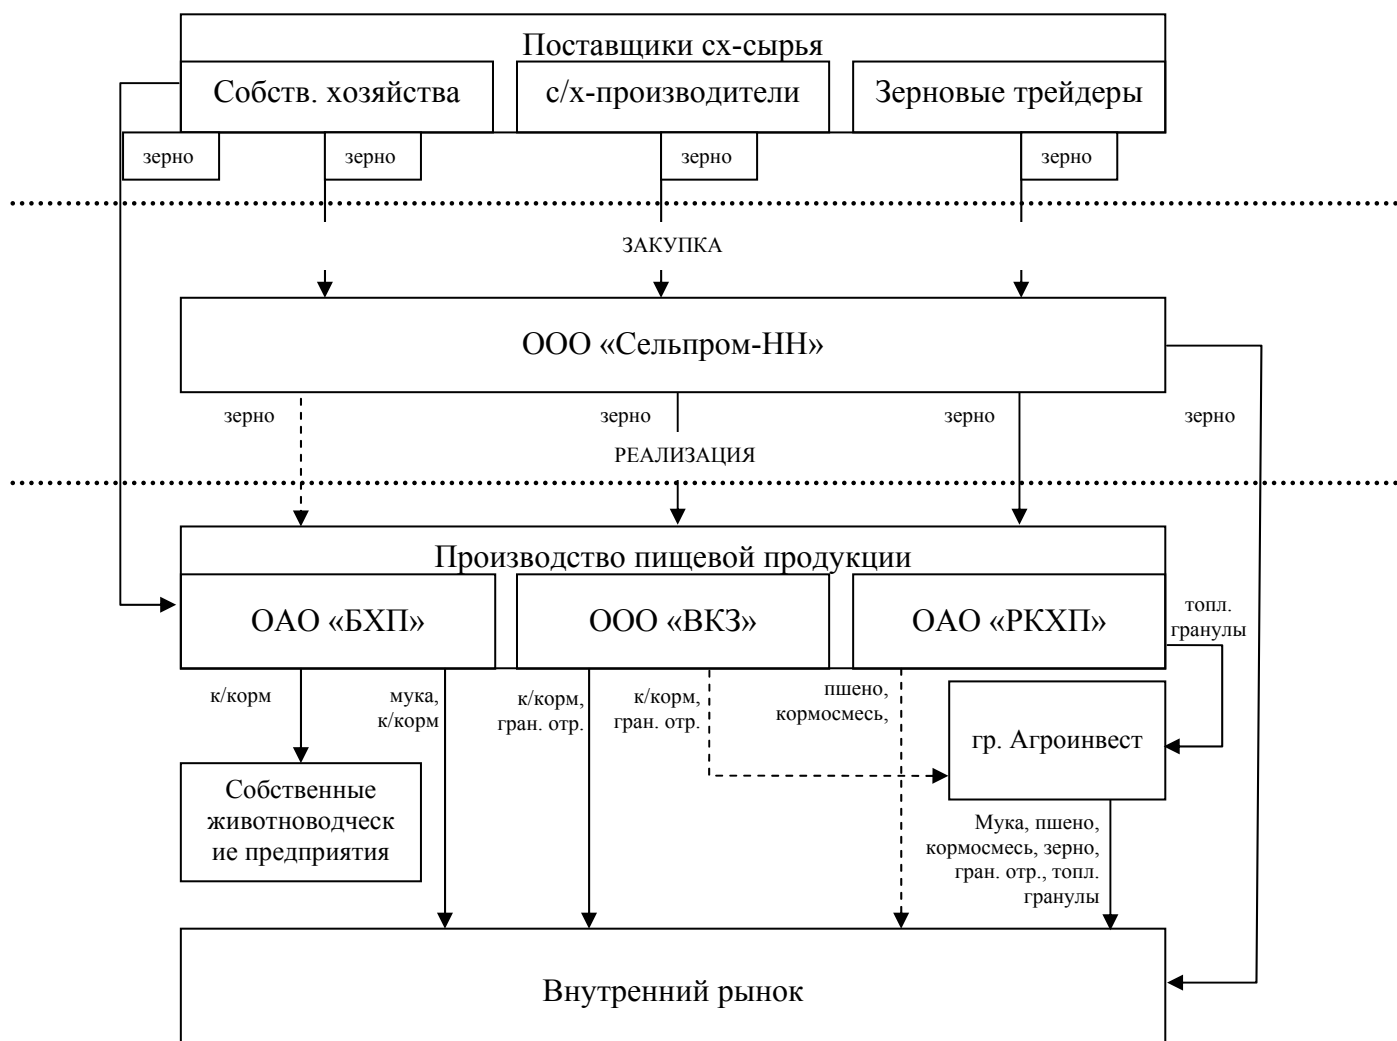 Поставщики сх-сырья
Собств. хозяйства
с/х-производители
Зерновые трейдеры
зерно
зерно
зерно
зерно
ЗАКУПКА
ООО «Сельпром-НН»
зерно
зерно
зерно
зерно
РЕАЛИЗАЦИЯ
Производство пищевой продукции
ОАО «БХП»
ООО «ВКЗ»
ОАО «РКХП»
топл.
гранулы
к/корм
мука,
к/корм
к/корм,
гран. отр.
к/корм,
гран. отр.
пшено,
кормосмесь,
гр. Агроинвест
Собственные
животноводческ
ие предприятия
Мука, пшено,
кормосмесь, зерно,
гран. отр., топл.
гранулы
Внутренний рынок